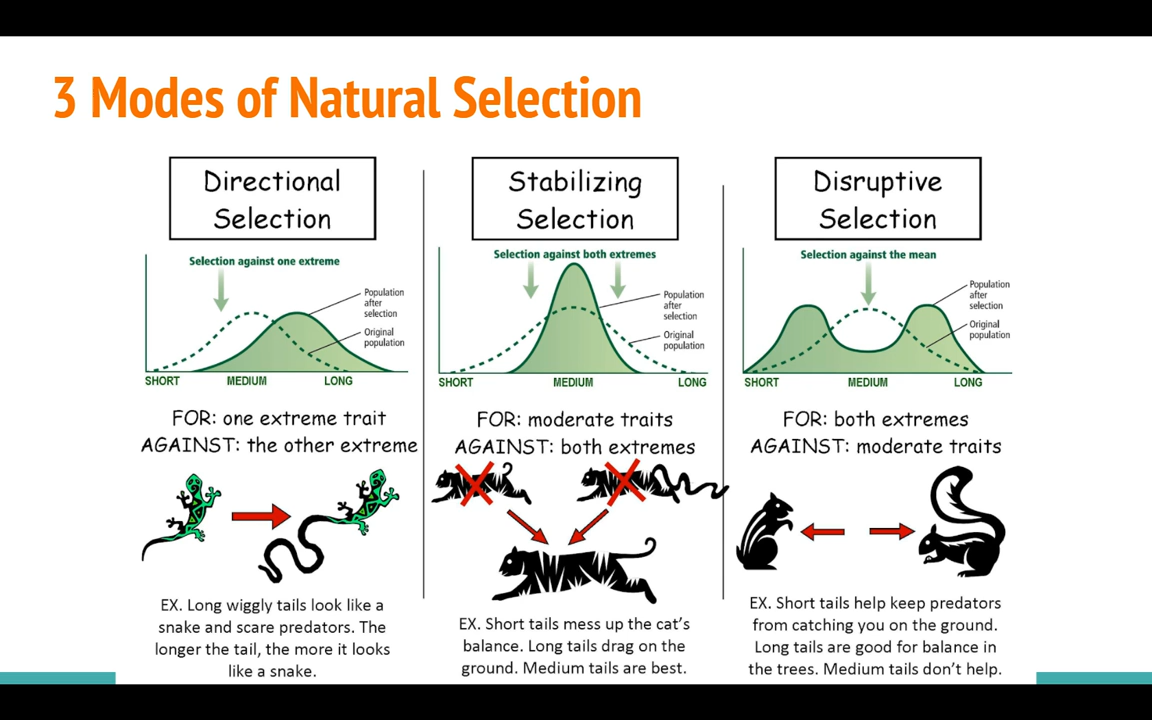 3 Modes of Natural Selection
Directional
Selection
Selection against one extreme
Population
after
selection
Original
population
SHORT MEDIUM LONG
FOR: one extreme trait
AGAINST: the other extreme
EX. Long wiggly tails look like a
snake and scare predators. The
longer the tail, the more it looks
like a snake.
Stabilizing
Selection
Selection against both extremes
Population
after
selection
Original
population
SHORT MEDIUM LONG
FOR: moderate traits
AGAINST: both extremes
EX. Short tails mess up the cat's
balance. Long tails drag on the
ground. Medium tails are best.
Disruptive
Selection
Selection against the mean
Population
after
selection
Original
population
SHORT MEDIUM LONG
FOR: both extremes
AGAINST: moderate traits
EX. Short tails help keep predators
from catching you on the ground.
Long tails are good for balance in
the trees. Medium tails don't help.